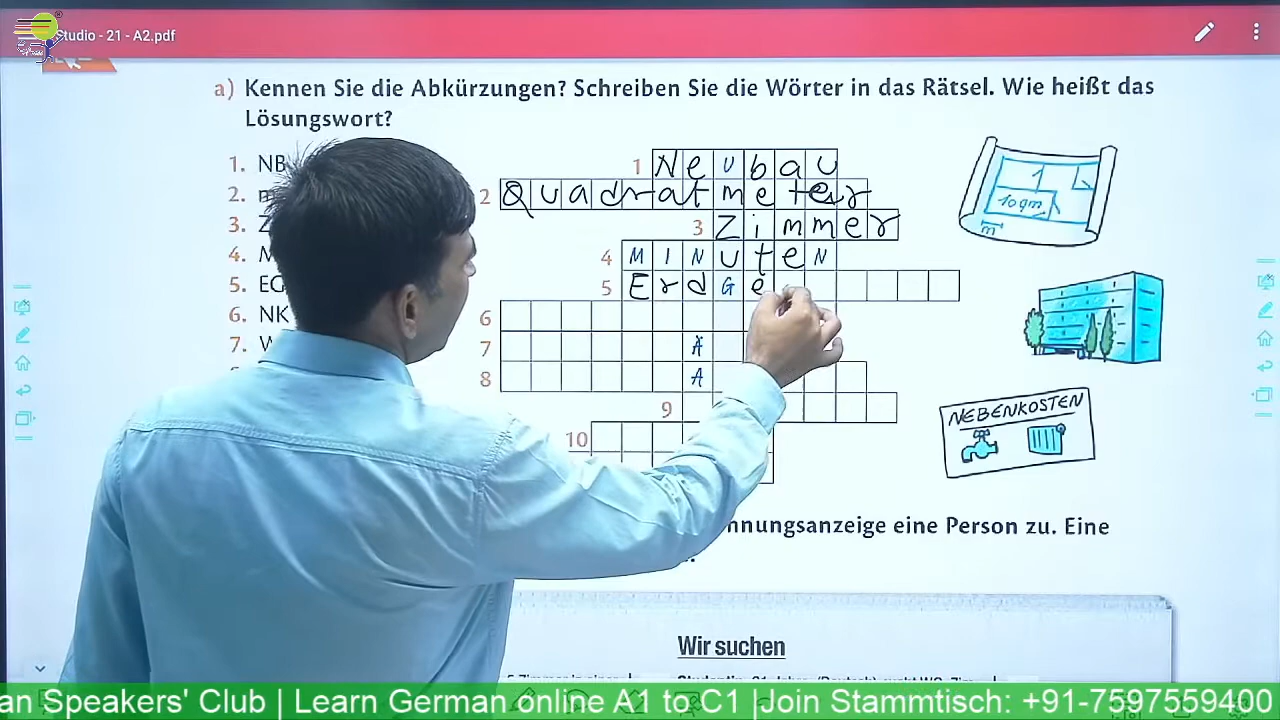 Studio - 21 - A2.pdf
a) Kennen Sie die Abkürzungen? Schreiben Sie die Wörter in das Rätsel. Wie heißt das
Lösungswort?
1. NB
1 Neubau
2.
2 Quadratmeter
3. Z
3 Zimmer
4. M
4 MINuteN
5.
5 ErdGe
6. NK
6
7.
7 A
8 A
9
10
10qm
m
NEBENKOSTEN
eine Person zu. Eine
Wir suchen
Speakers' Club | Learn German online A1 to C1 |Join Stammtisch: +91-7597559400